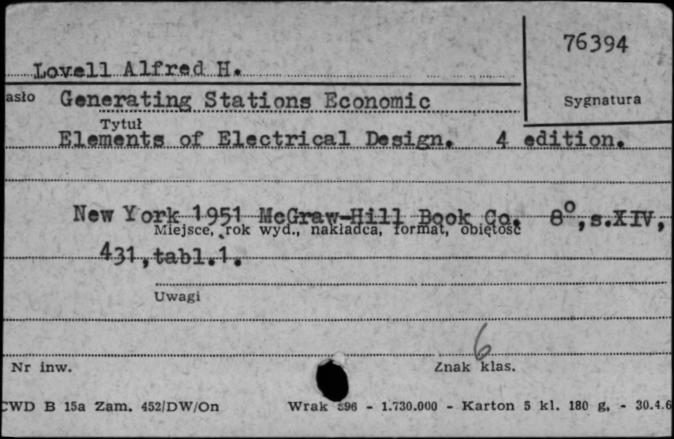 76394
Lovell Alfred H.
asło Generating Stations Economic
Sygnatura
Tytuł
Elements of Electrical Design. 4 edition.
New York 1951 McGraw-Hill Book Co. 8°, s.XIV,
Miejsce, rok wyd., nakładca, format, objętość
431, tabl.1.
Uwagi
6
Nr inw. Znak klas.
CWD B 15a Zam. 452/DW/On Wrak 896 - 1.730.000 - Karton 5 kl. 180 g, - 30.4.6